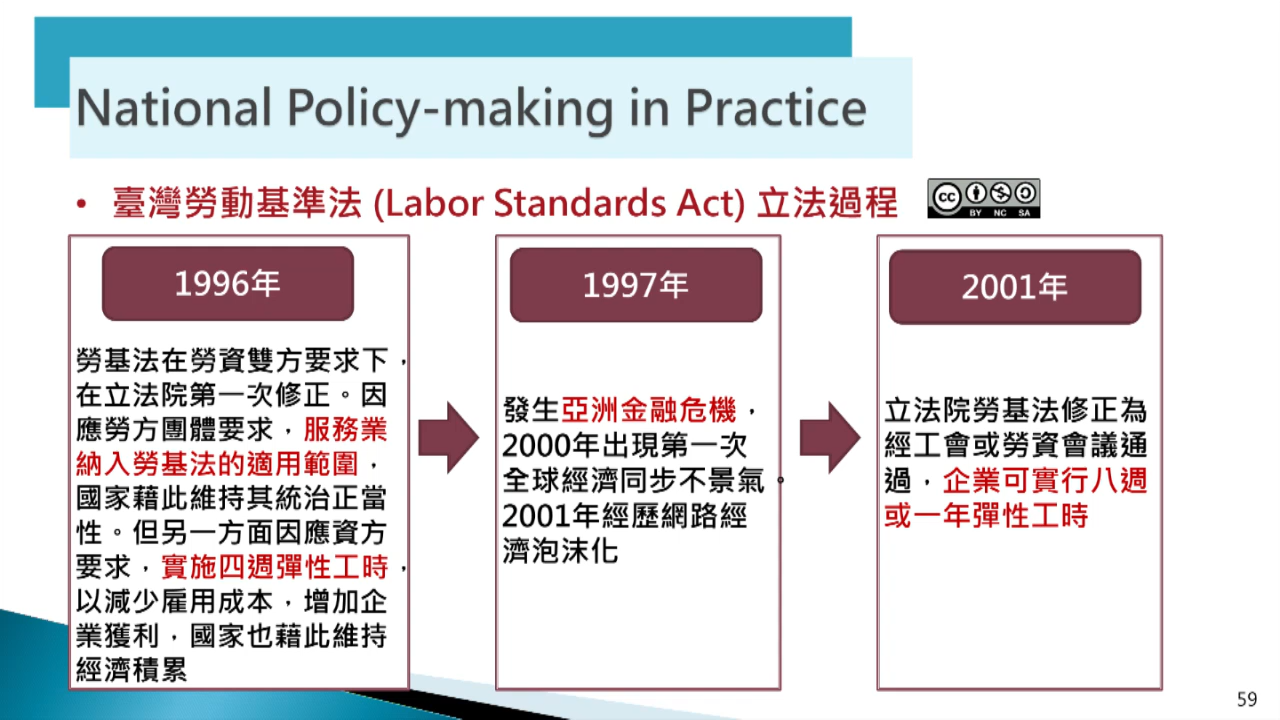 National Policy-making in Practice
• 臺灣勞動基準法 (Labor Standards Act) 立法過程
cc BY NC SA
1996年
勞基法在勞資雙方要求下，
在立法院第一次修正。因
應勞方團體要求，服務業
納入勞基法的適用範圍，
國家藉此維持其統治正當
性。但另一方面因應資方
要求，實施四週彈性工時，
以減少雇用成本，增加企
業獲利，國家也藉此維持
經濟積累
1997年
發生亞洲金融危機，
2000年出現第一次
全球經濟同步不景氣。
2001年經歷網路經
濟泡沫化
2001年
立法院勞基法修正為
經工會或勞資會議通
過，企業可實行八週
或一年彈性工時
59